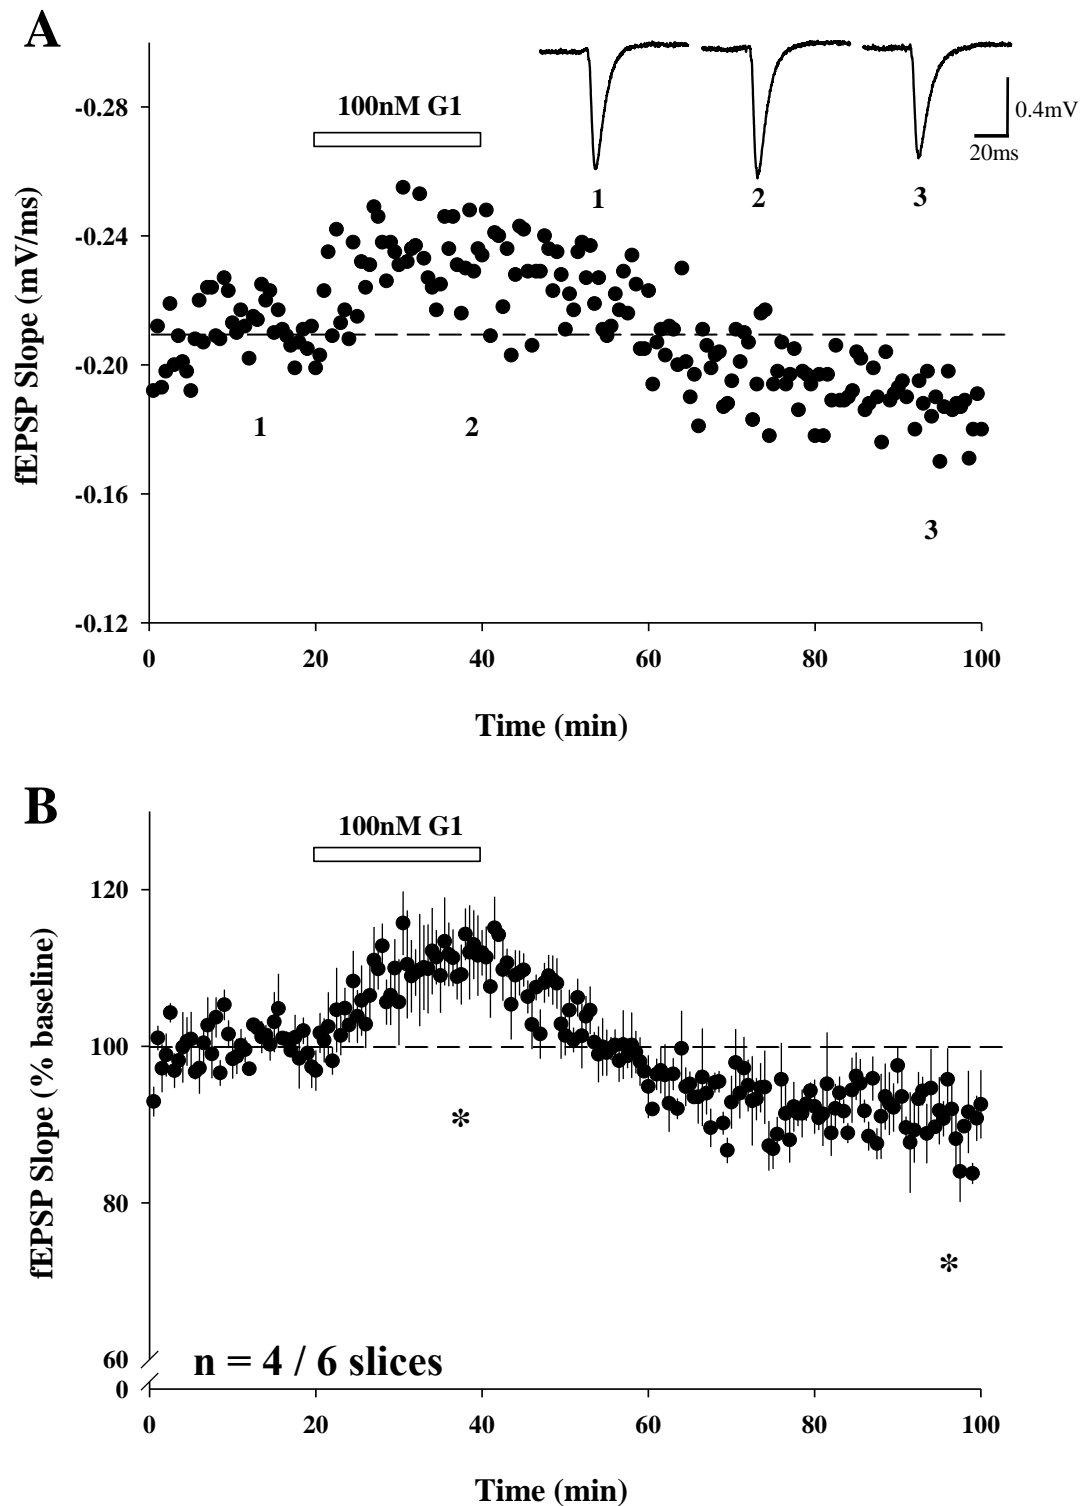 A
100nM G1
-0.28
-0.24
-0.20
-0.16
-0.12
fEPSP Slope (mV/ms)
1
2
3
0.4mV
20ms
1
2
3
0
20
40
60
80
100
Time (min)
B
100nM G1
120
100
80
60
0
fEPSP Slope (% baseline)
*
*
n = 4 / 6 slices
0
20
40
60
80
100
Time (min)